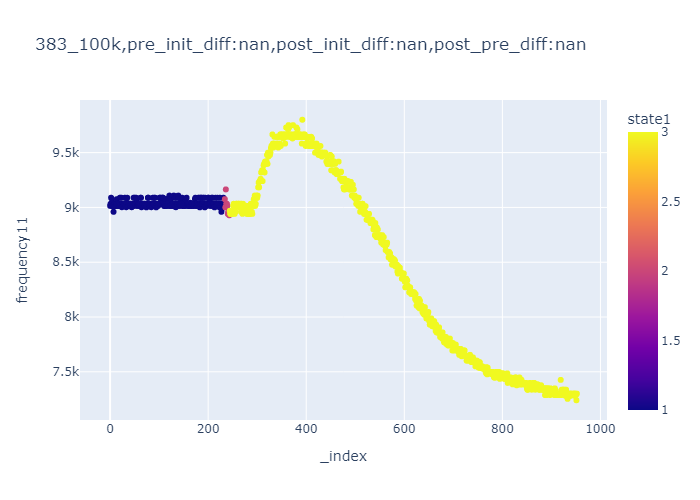 383_100k,pre_init_diff:nan,post_init_diff:nan,post_pre_diff:nan
state1
3
2.5
2
1.5
1
9.5k
9k
8.5k
8k
7.5k
frequency11
0
200
400
600
800
1000
_index